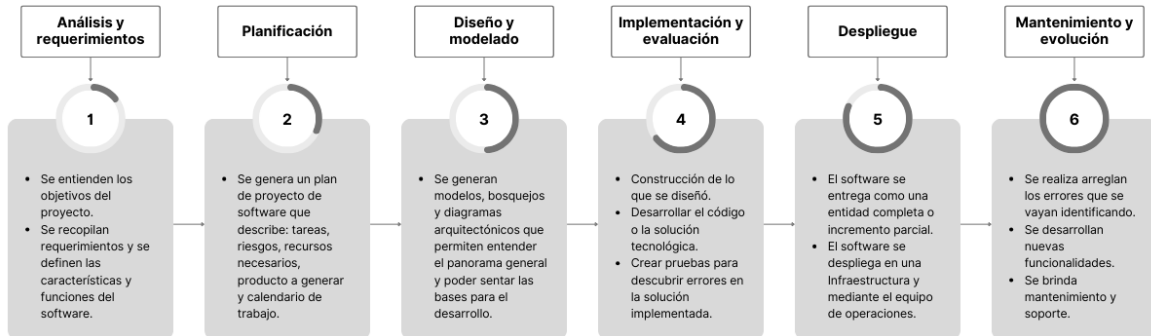 Análisis y
requerimientos
1
• Se entienden los
objetivos del
proyecto.
• Se recopilan
requerimientos y se
definen las
características y
funciones del
software.
Planificación
2
• Se genera un plan
de proyecto de
software que
describe: tareas,
riesgos, recursos
necesarios,
producto a generar
y calendario de
trabajo.
Diseño y
modelado
3
• Se generan
modelos, bosquejos
y diagramas
arquitectónicos que
permiten entender
el panorama general
y poder sentar las
bases para el
desarrollo.
Implementación y
evaluación
4
• Construcción de lo
que se diseñó.
• Desarrollar el código
o la solución
tecnológica.
• Crear pruebas para
descubrir errores en
la solución
implementada.
Despliegue
5
• El software se
entrega como una
entidad completa o
incremento parcial.
• El software se
despliega en una
Infraestructura y
mediante el equipo
de operaciones.
Mantenimiento y
evolución
6
• Se realiza arreglan
los errores que se
vayan identificando.
• Se desarrollan
nuevas
funcionalidades.
• Se brinda
mantenimiento y
soporte.